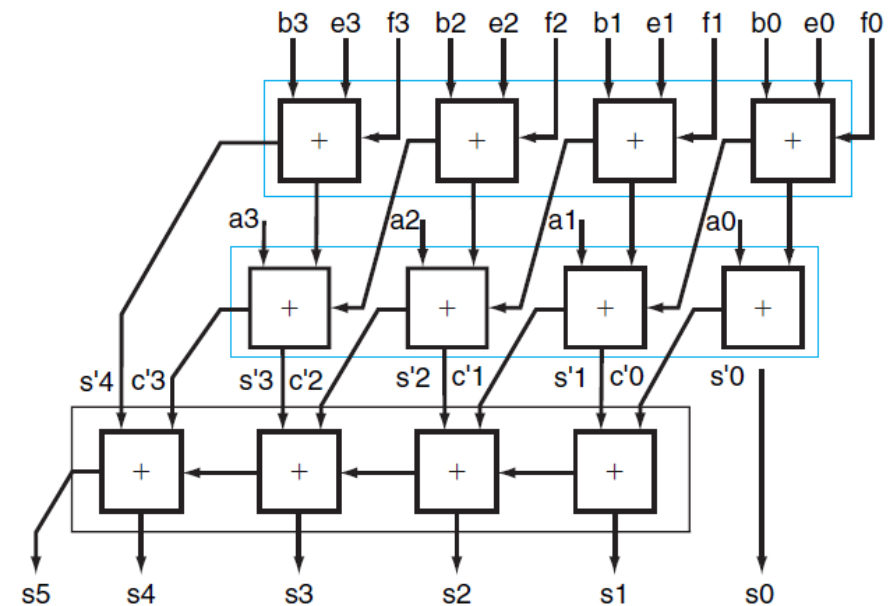 b3 e3 f3 b2 e2 f2 b1 e1 f1 b0 e0 f0
+ + + +
a3 a2 a1 a0
+ + + +
s'4 c'3 s'3 c'2 s'2 c'1 s'1 c'0 s'0
+ + + +
s5 s4 s3 s2 s1 s0